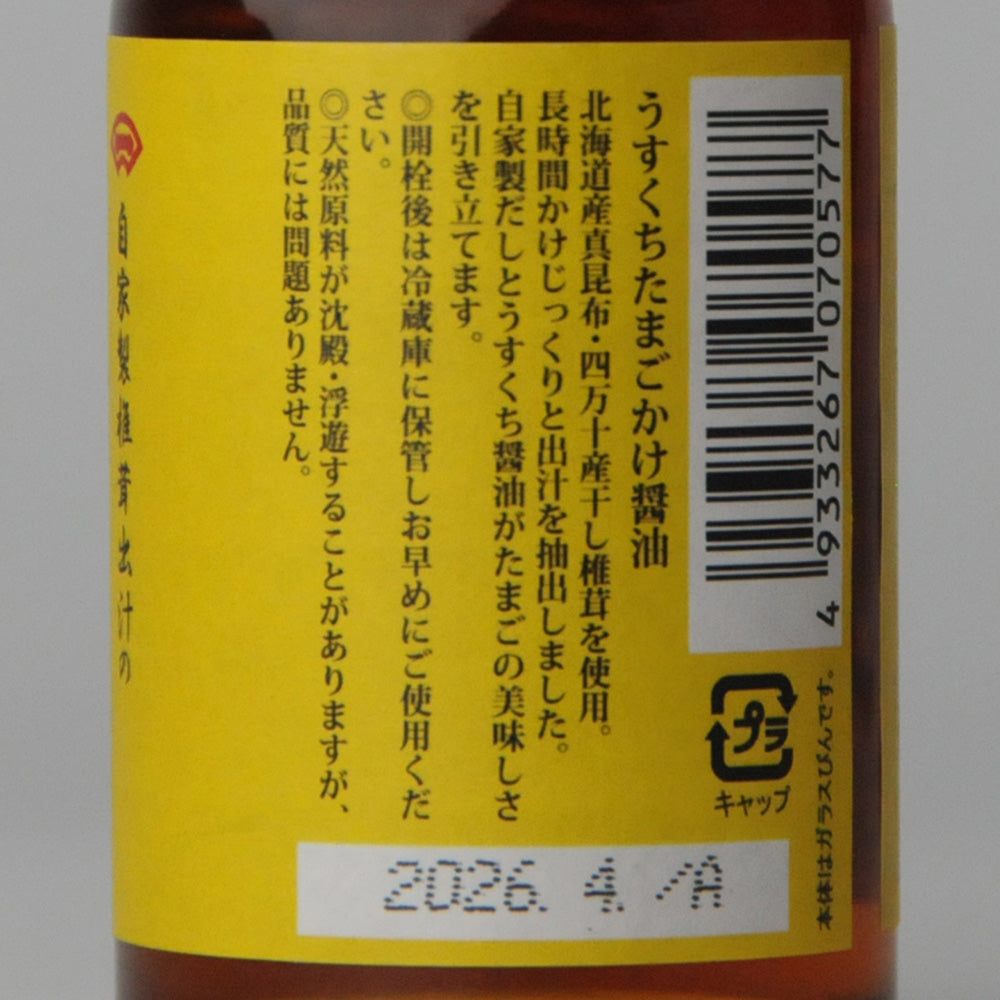 うすくちたまごかけ醤油
北海道産真昆布・四万十産干し椎茸を使用。
長時間かけじっくりと出汁を抽出しました。
自家製だしとうすくち醤油がたまごの美味しさ
を引き立てます。
◎開栓後は冷蔵庫に保管しお早めにご使用くだ
さい。
◎天然原料が沈殿・浮遊することがありますが、
品質には問題ありません。
自家製椎茸出汁の
4 933267 070577
プラ
キャップ
本体はガラスびんです。
2026. 4. /A